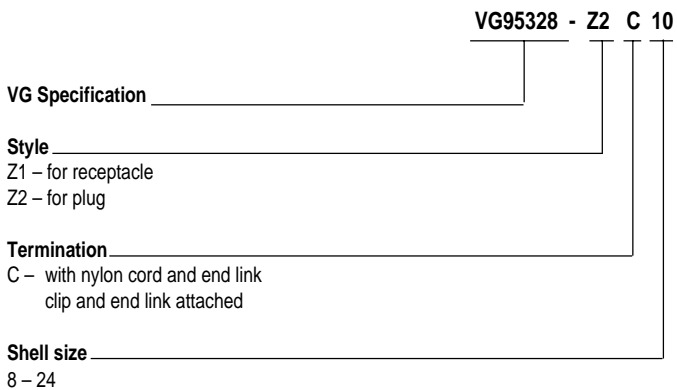 VG95328 - Z2 C 10
VG Specification
Style
Z1 – for receptacle
Z2 – for plug
Termination
C – with nylon cord and end link
clip and end link attached
Shell size
8 – 24